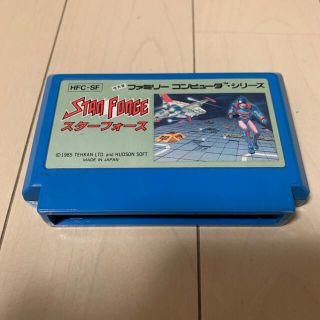 HFC-SF
ファミリー コンピュータ™・シリーズ
STAR FORCE
スターフォース
©1985 TEHKAN LTD. and HUDSON SOFT
MADE IN JAPAN